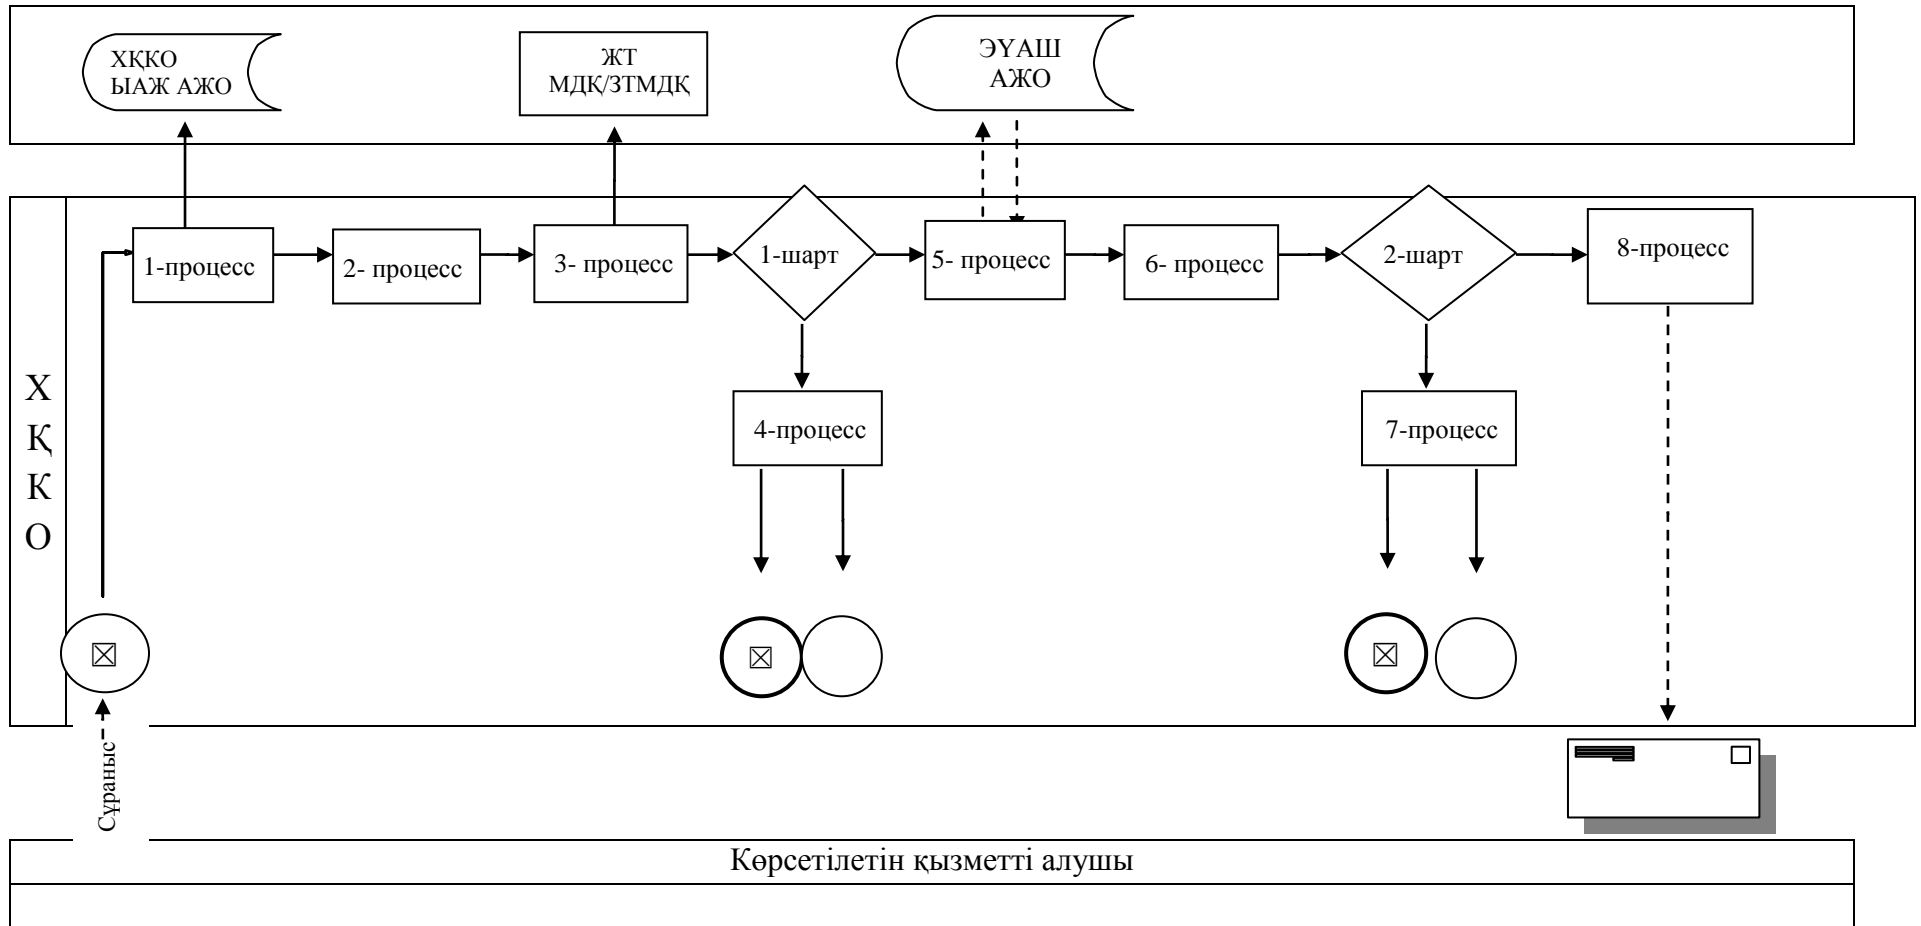 ХҚКО
ЫАЖ АЖО
ЖТ
МДҚ/ЗТМДҚ
ЭҮАШ
АЖО
Х
Қ
К
О
1-процесс
2- процесс
3- процесс
1-шарт
5- процесс
6- процесс
2-шарт
8-процесс
4-процесс
7-процесс
Сұраныс
Көрсетілетін қызметті алушы